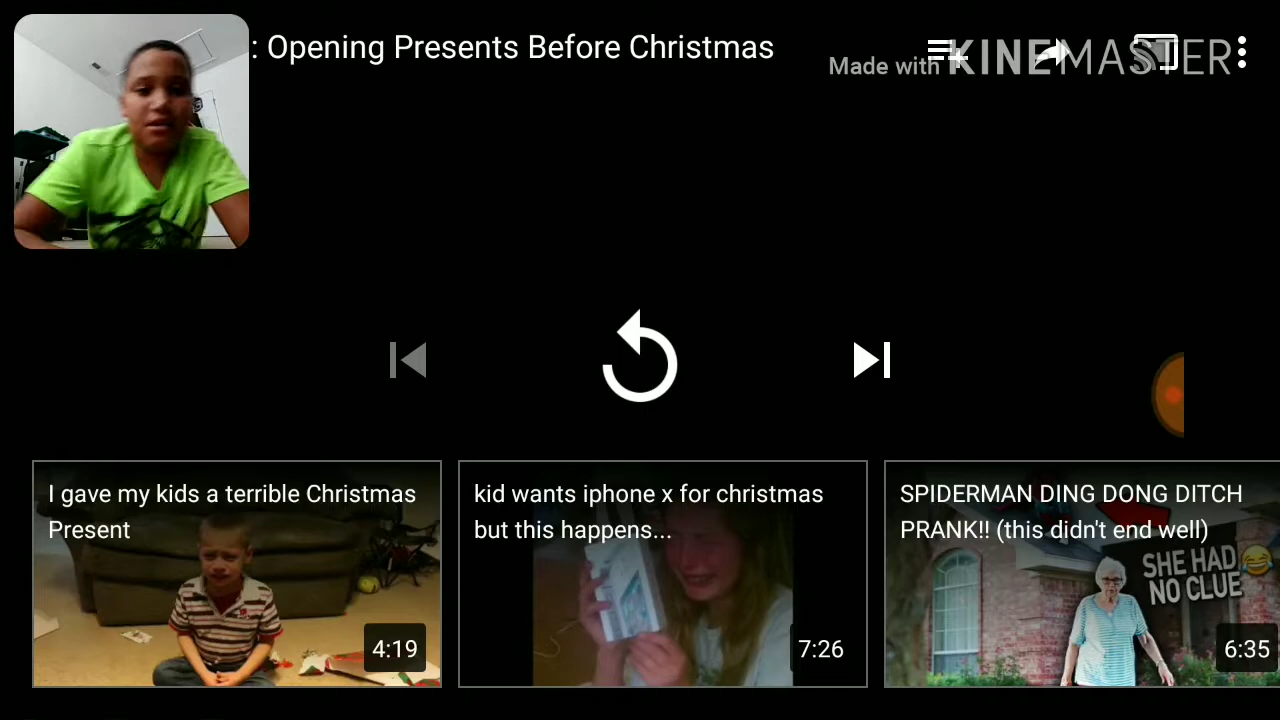 : Opening Presents Before Christmas
Made with KINEMASTER
I gave my kids a terrible Christmas
Present
4:19
kid wants iphone x for christmas
but this happens...
7:26
SPIDERMAN DING DONG DITCH
PRANK!! (this didn't end well)
SHE HAD
NO CLUE
6:35